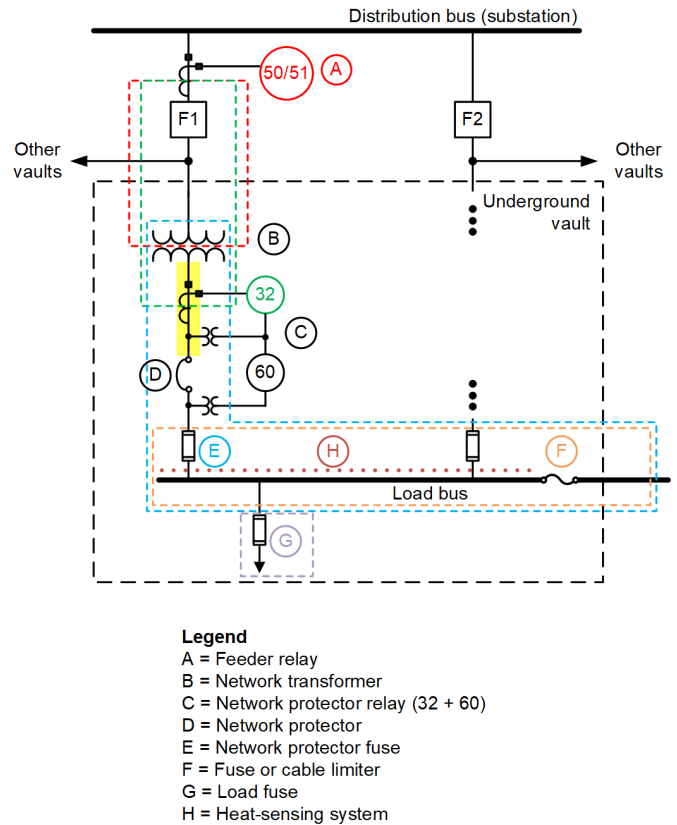 Distribution bus (substation)
50/51
A
F1
F2
Other
vaults
Other
vaults
Underground
vault
B
32
C
D
60
E
H
F
Load bus
G
Legend
A = Feeder relay
B = Network transformer
C = Network protector relay (32 + 60)
D = Network protector
E = Network protector fuse
F = Fuse or cable limiter
G = Load fuse
H = Heat-sensing system